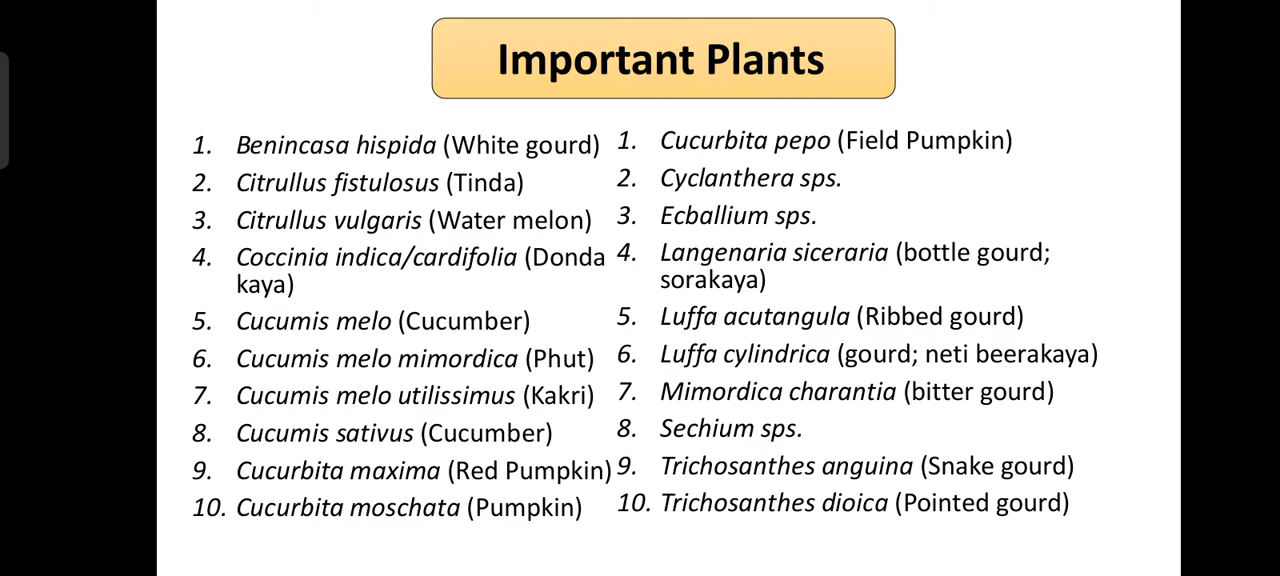 Important Plants
1. Benincasa hispida (White gourd)
2. Citrullus fistulosus (Tinda)
3. Citrullus vulgaris (Water melon)
4. Coccinia indica/cardifolia (Donda
kaya)
5. Cucumis melo (Cucumber)
6. Cucumis melo mimordica (Phut)
7. Cucumis melo utilissimus (Kakri)
8. Cucumis sativus (Cucumber)
9. Cucurbita maxima (Red Pumpkin)
10. Cucurbita moschata (Pumpkin)
1. Cucurbita pepo (Field Pumpkin)
2. Cyclanthera sps.
3. Ecballium sps.
4. Langenaria siceraria (bottle gourd;
sorakaya)
5. Luffa acutangula (Ribbed gourd)
6. Luffa cylindrica (gourd; neti beerakaya)
7. Mimordica charantia (bitter gourd)
8. Sechium sps.
9. Trichosanthes anguina (Snake gourd)
10. Trichosanthes dioica (Pointed gourd)